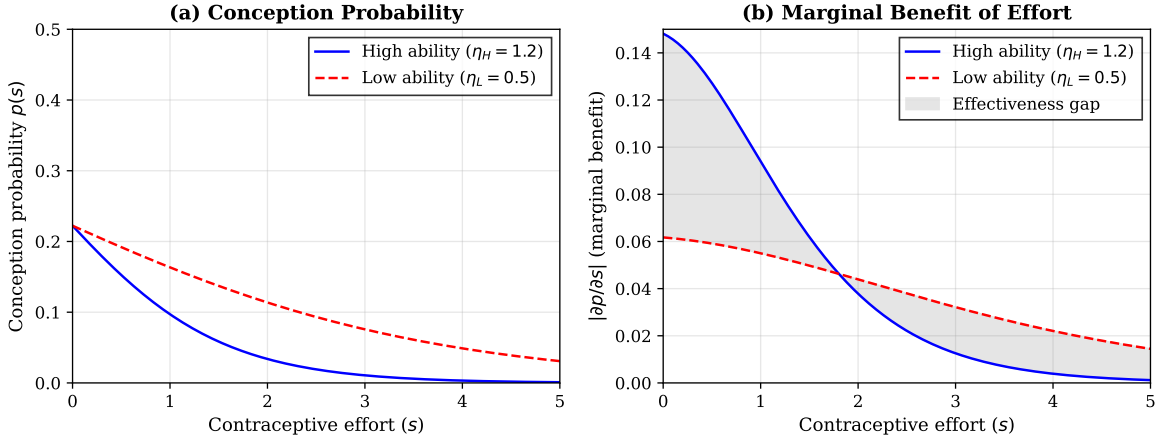 (a) Conception Probability
Conception probability p(s)
0.5
0.4
0.3
0.2
0.1
0.0
High ability (η_H = 1.2)
Low ability (η_L = 0.5)
0 1 2 3 4 5
Contraceptive effort (s)
(b) Marginal Benefit of Effort
|∂p/∂s| (marginal benefit)
0.14
0.12
0.10
0.08
0.06
0.04
0.02
0.00
High ability (η_H = 1.2)
Low ability (η_L = 0.5)
Effectiveness gap
0 1 2 3 4 5
Contraceptive effort (s)